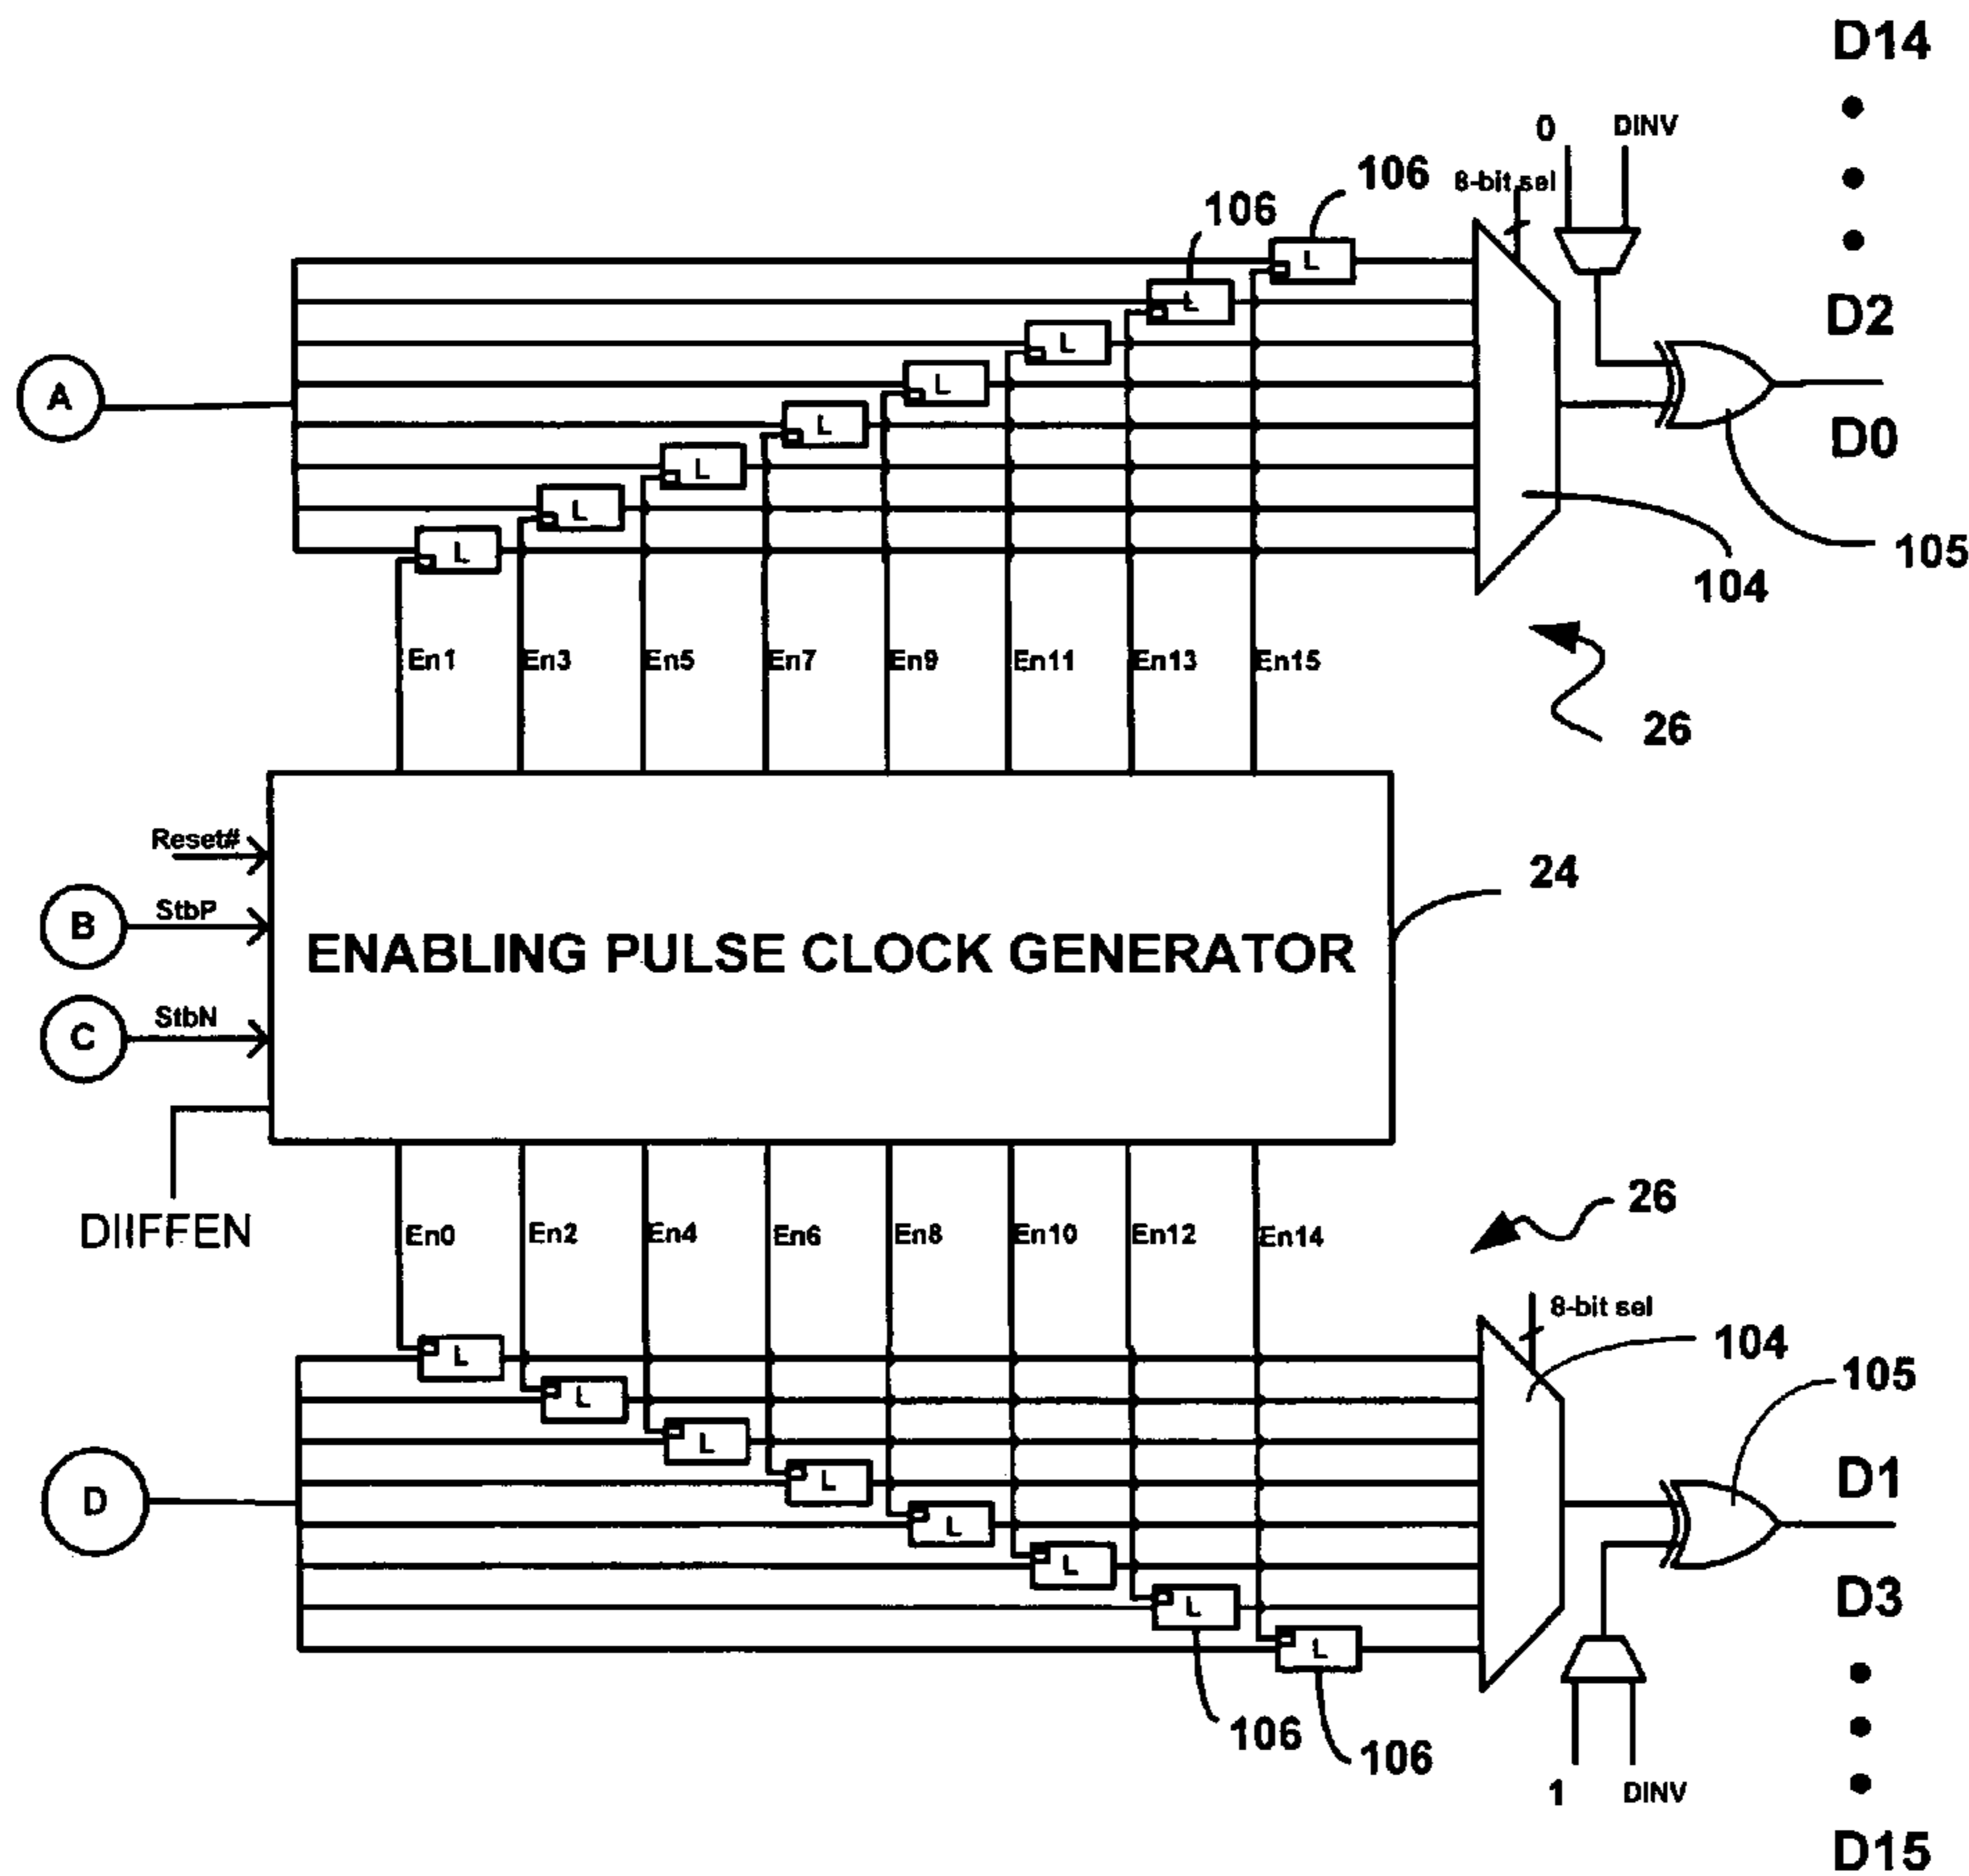 D14
0 DINV
8-bit sel
106
106
L
L
L
L
L
L
L
L
D2
A
D0
105
104
En1 En3 En5 En7 En9 En11 En13 En15
26
Reset#
24
B StbP
ENABLING PULSE CLOCK GENERATOR
C StbN
DIIFFEN
26
En0 En2 En4 En6 En8 En10 En12 En14
8-bit sel
104
105
L
L
L
L
L
L
L
L
D
D1
D3
106
106
1 DINV
D15